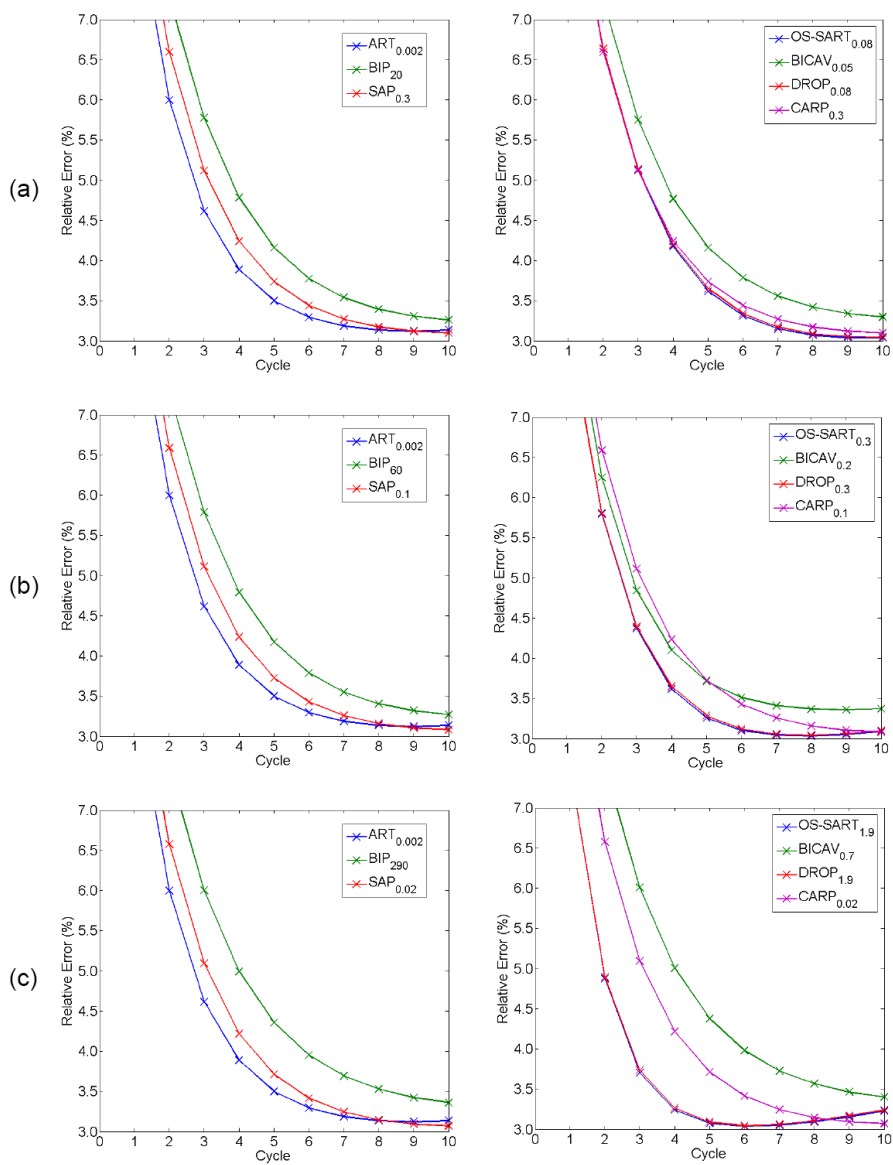 (a)
7.0
6.5
6.0
5.5
5.0
4.5
4.0
3.5
3.0
Relative Error (%)
0 1 2 3 4 5 6 7 8 9 10
Cycle
ART0.002
BIP20
SAP0.3
7.0
6.5
6.0
5.5
5.0
4.5
4.0
3.5
3.0
Relative Error (%)
0 1 2 3 4 5 6 7 8 9 10
Cycle
OS-SART0.08
BICAV0.05
DROP0.08
CARP0.3
(b)
7.0
6.5
6.0
5.5
5.0
4.5
4.0
3.5
3.0
Relative Error (%)
0 1 2 3 4 5 6 7 8 9 10
Cycle
ART0.002
BIP60
SAP0.1
7.0
6.5
6.0
5.5
5.0
4.5
4.0
3.5
3.0
Relative Error (%)
0 1 2 3 4 5 6 7 8 9 10
Cycle
OS-SART0.3
BICAV0.2
DROP0.3
CARP0.1
(c)
7.0
6.5
6.0
5.5
5.0
4.5
4.0
3.5
3.0
Relative Error (%)
0 1 2 3 4 5 6 7 8 9 10
Cycle
ART0.002
BIP290
SAP0.02
7.0
6.5
6.0
5.5
5.0
4.5
4.0
3.5
3.0
Relative Error (%)
0 1 2 3 4 5 6 7 8 9 10
Cycle
OS-SART1.9
BICAV0.7
DROP1.9
CARP0.02